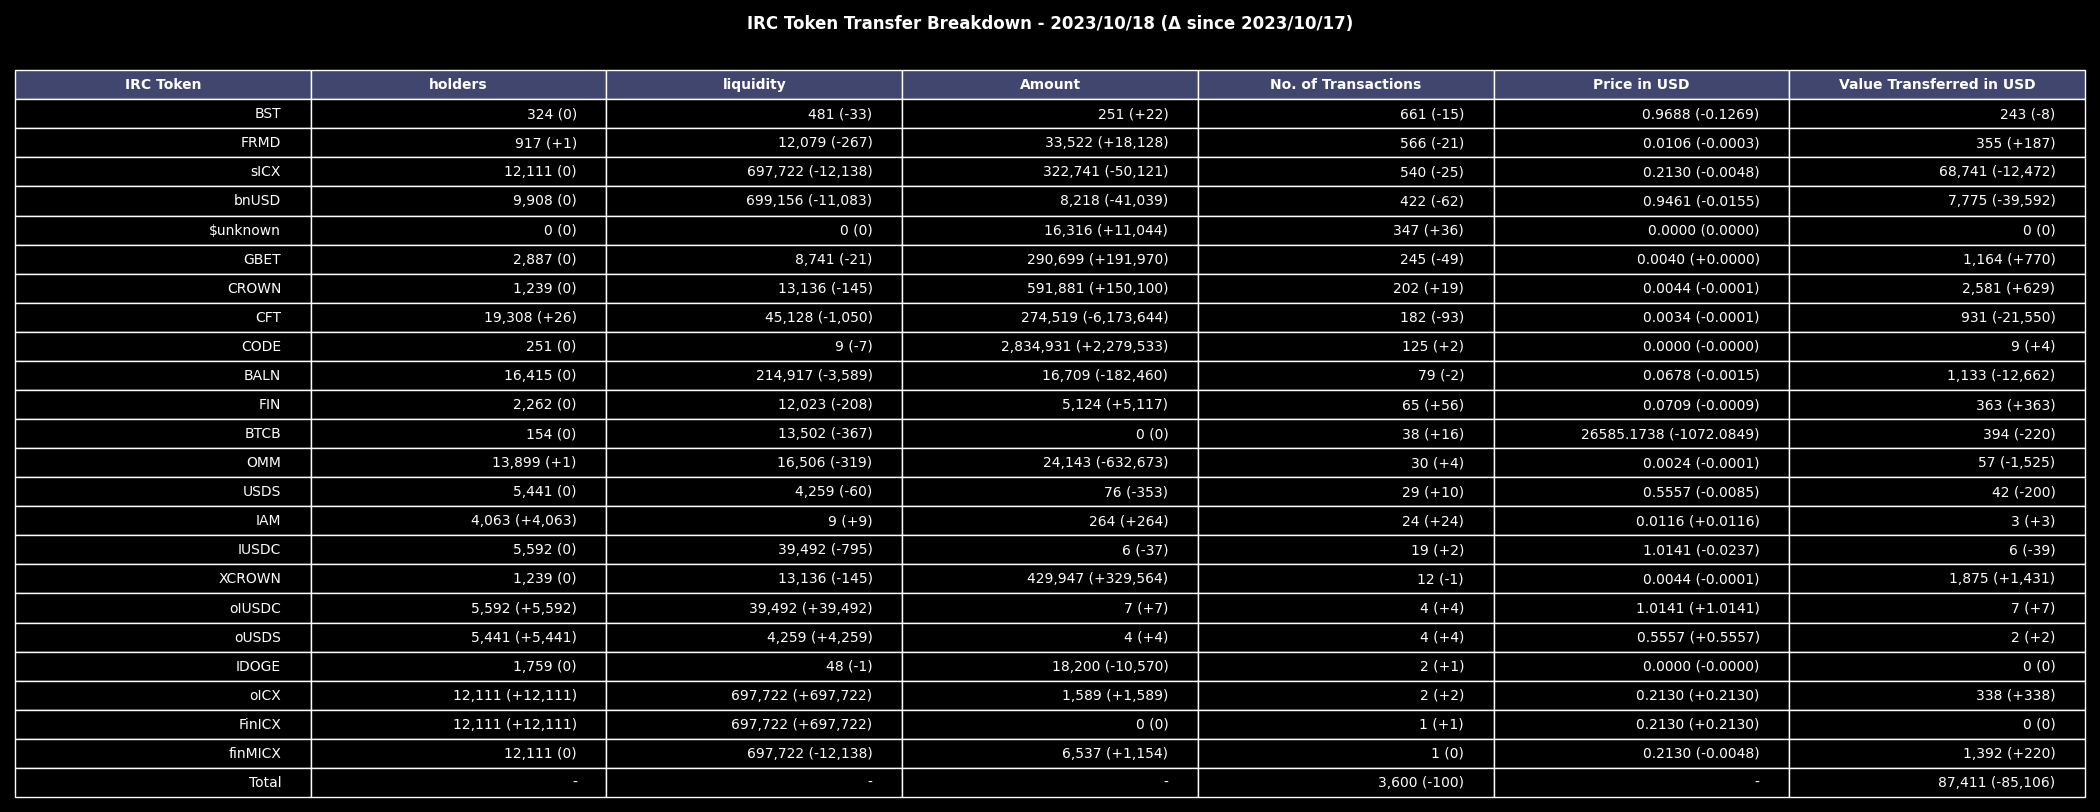 IRC Token Transfer Breakdown - 2023/10/18 (Δ since 2023/10/17)
IRC Token holders liquidity Amount No. of Transactions Price in USD Value Transferred in USD
BST 324 (0) 481 (-33) 251 (+22) 661 (-15) 0.9688 (-0.1269) 243 (-8)
FRMD 917 (+1) 12,079 (-267) 33,522 (+18,128) 566 (-21) 0.0106 (-0.0003) 355 (+187)
sICX 12,111 (0) 697,722 (-12,138) 322,741 (-50,121) 540 (-25) 0.2130 (-0.0048) 68,741 (-12,472)
bnUSD 9,908 (0) 699,156 (-11,083) 8,218 (-41,039) 422 (-62) 0.9461 (-0.0155) 7,775 (-39,592)
$unknown 0 (0) 0 (0) 16,316 (+11,044) 347 (+36) 0.0000 (0.0000) 0 (0)
GBET 2,887 (0) 8,741 (-21) 290,699 (+191,970) 245 (-49) 0.0040 (+0.0000) 1,164 (+770)
CROWN 1,239 (0) 13,136 (-145) 591,881 (+150,100) 202 (+19) 0.0044 (-0.0001) 2,581 (+629)
CFT 19,308 (+26) 45,128 (-1,050) 274,519 (-6,173,644) 182 (-93) 0.0034 (-0.0001) 931 (-21,550)
CODE 251 (0) 9 (-7) 2,834,931 (+2,279,533) 125 (+2) 0.0000 (-0.0000) 9 (+4)
BALN 16,415 (0) 214,917 (-3,589) 16,709 (-182,460) 79 (-2) 0.0678 (-0.0015) 1,133 (-12,662)
FIN 2,262 (0) 12,023 (-208) 5,124 (+5,117) 65 (+56) 0.0709 (-0.0009) 363 (+363)
BTCB 154 (0) 13,502 (-367) 0 (0) 38 (+16) 26585.1738 (-1072.0849) 394 (-220)
OMM 13,899 (+1) 16,506 (-319) 24,143 (-632,673) 30 (+4) 0.0024 (-0.0001) 57 (-1,525)
USDS 5,441 (0) 4,259 (-60) 76 (-353) 29 (+10) 0.5557 (-0.0085) 42 (-200)
IAM 4,063 (+4,063) 9 (+9) 264 (+264) 24 (+24) 0.0116 (+0.0116) 3 (+3)
IUSDC 5,592 (0) 39,492 (-795) 6 (-37) 19 (+2) 1.0141 (-0.0237) 6 (-39)
XCROWN 1,239 (0) 13,136 (-145) 429,947 (+329,564) 12 (-1) 0.0044 (-0.0001) 1,875 (+1,431)
oIUSDC 5,592 (+5,592) 39,492 (+39,492) 7 (+7) 4 (+4) 1.0141 (+1.0141) 7 (+7)
oUSDS 5,441 (+5,441) 4,259 (+4,259) 4 (+4) 4 (+4) 0.5557 (+0.5557) 2 (+2)
IDOGE 1,759 (0) 48 (-1) 18,200 (-10,570) 2 (+1) 0.0000 (-0.0000) 0 (0)
oICX 12,111 (+12,111) 697,722 (+697,722) 1,589 (+1,589) 2 (+2) 0.2130 (+0.2130) 338 (+338)
FinICX 12,111 (+12,111) 697,722 (+697,722) 0 (0) 1 (+1) 0.2130 (+0.2130) 0 (0)
finMICX 12,111 (0) 697,722 (-12,138) 6,537 (+1,154) 1 (0) 0.2130 (-0.0048) 1,392 (+220)
Total - - - 3,600 (-100) - 87,411 (-85,106)